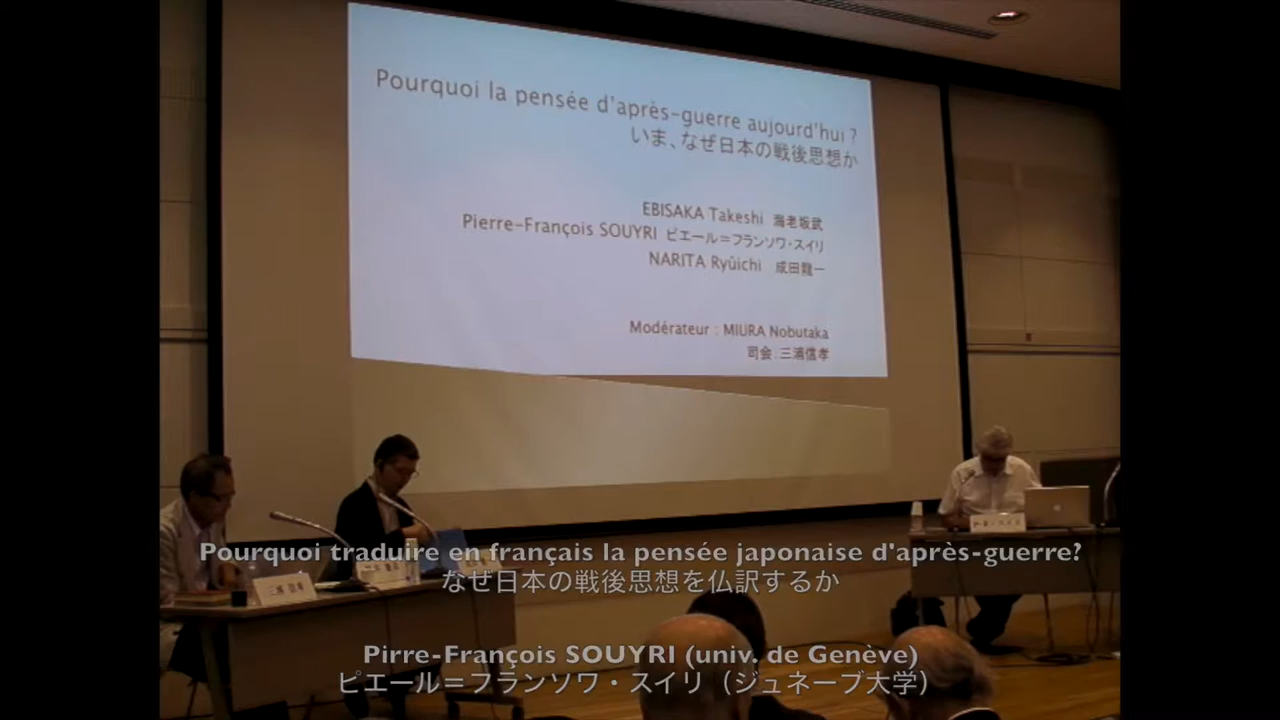 Pourquoi la pensée d'après-guerre aujourd'hui ?
いま、なぜ日本の戦後思想か
EBISAKA Takeshi 海老坂武
Pierre-François SOUYRI ピエール＝フランソワ・スイリ
NARITA Ryûichi 成田龍一
Modérateur : MIURA Nobutaka
司会：三浦信孝
三浦 信孝
Pourquoi traduire en français la pensée japonaise d'après-guerre?
なぜ日本の戦後思想を仏訳するか
Pirre-François SOUYRI (univ. de Genève)
ピエール＝フランソワ・スイリ（ジュネーブ大学）